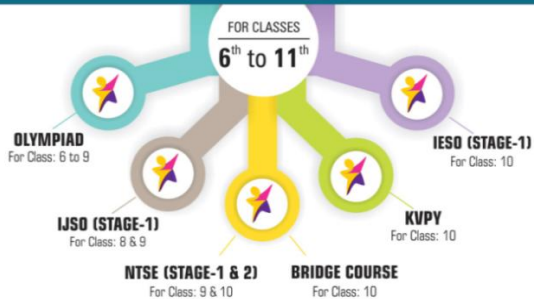 FOR CLASSES
6th to 11th
OLYMPIAD
For Class: 6 to 9
IESO (STAGE-1)
For Class: 10
IJSO (STAGE-1)
For Class: 8 & 9
KVPY
For Class: 10
NTSE (STAGE-1 & 2)
For Class: 9 & 10
BRIDGE COURSE
For Class: 10